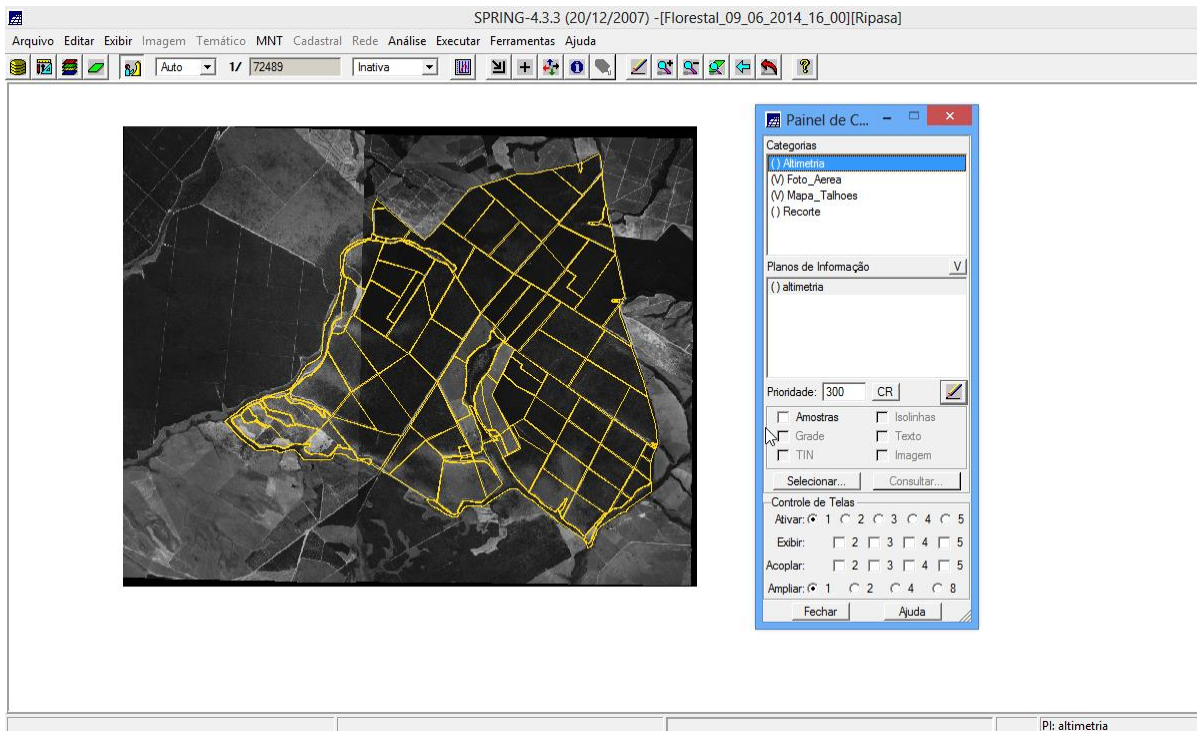 SPRING-4.3.3 (20/12/2007) -[Florestal_09_06_2014_16_00][Ripasa]
Arquivo Editar Exibir Imagem Temático MNT Cadastral Rede Análise Executar Ferramentas Ajuda
Auto 1/ 72489 Inativa
Painel de C...
Categorias
( ) Altimetria
(V) Foto_Aerea
(V) Mapa_Talhoes
( ) Recorte
Planos de Informação V
( ) altimetria
Prioridade: 300 CR
Amostras Isolinhas
Grade Texto
TIN Imagem
Selecionar... Consultar...
Controle de Telas
Ativar: 1 2 3 4 5
Exibir: 2 3 4 5
Acoplar: 2 3 4 5
Ampliar: 1 2 4 8
Fechar Ajuda
PI: altimetria